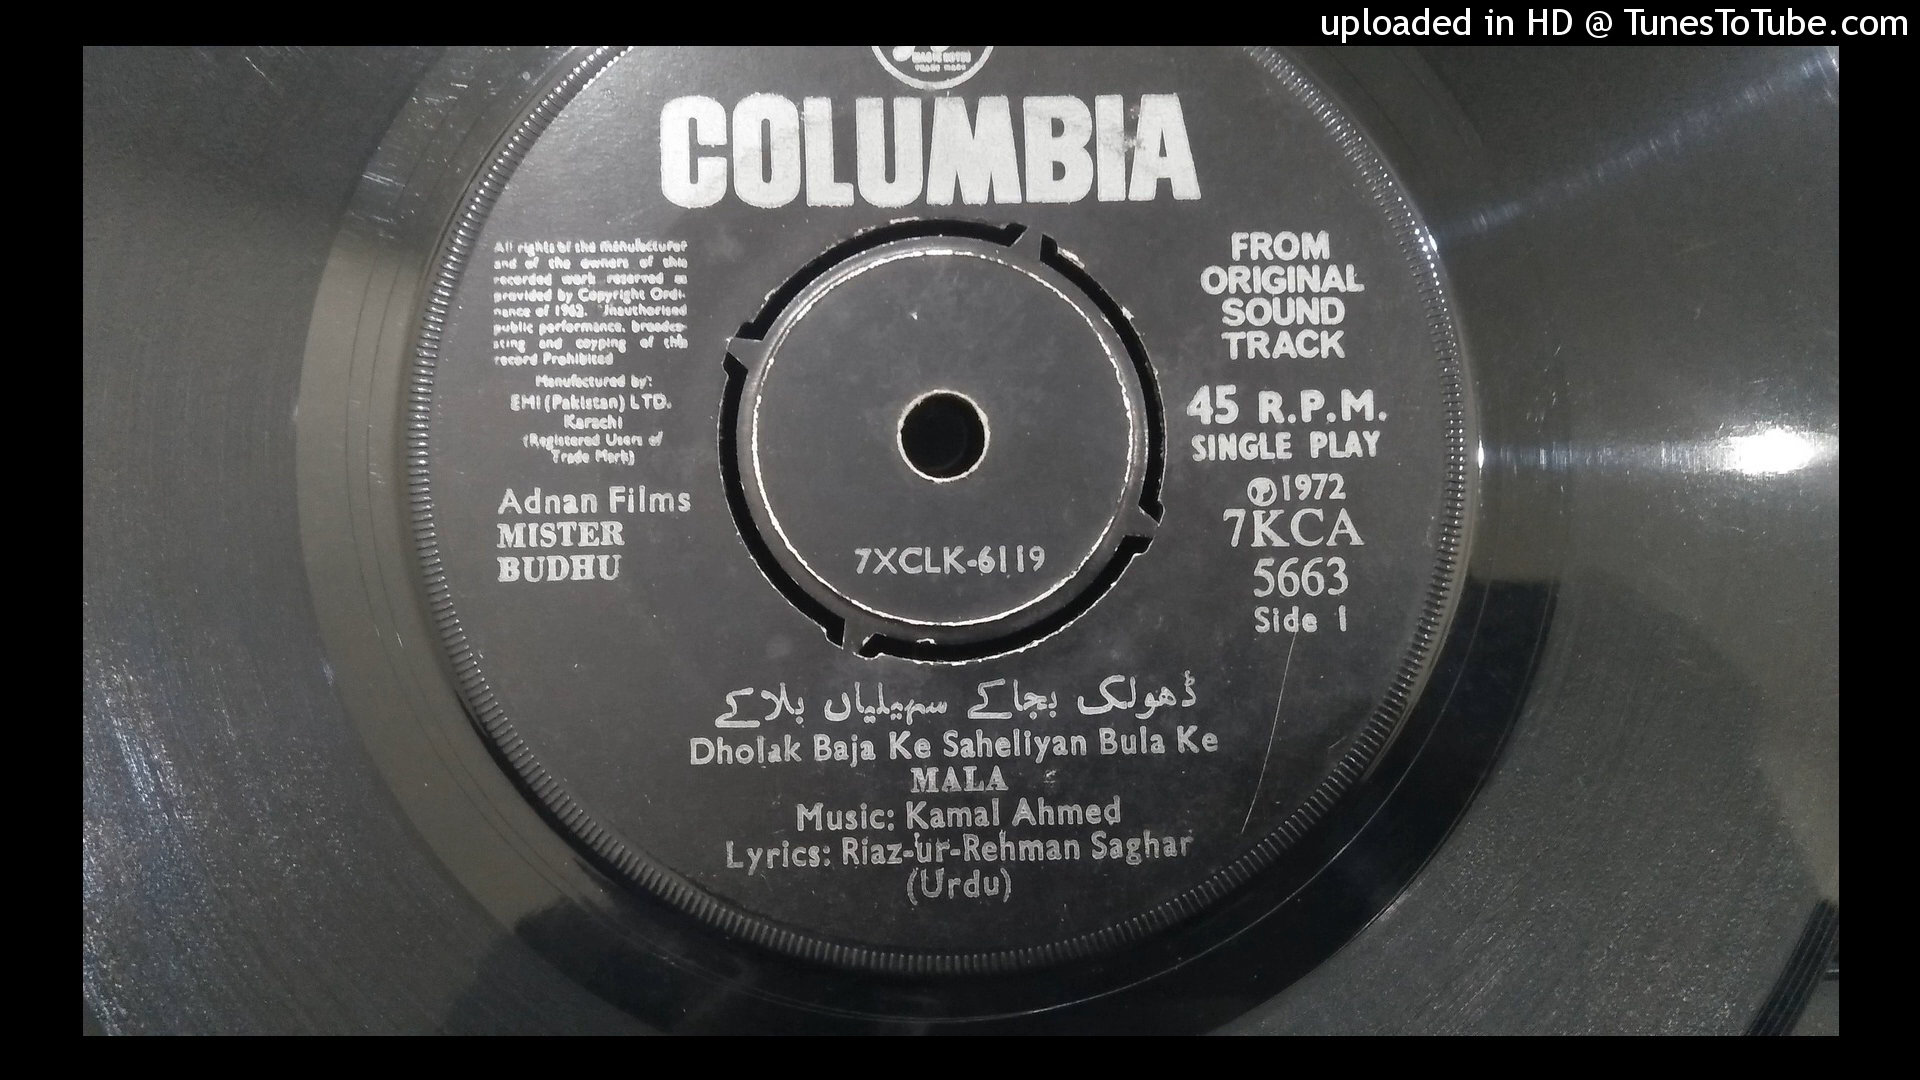 uploaded in HD @ TunesToTube.com
TRADE MARK
COLUMBIA
All rights of the manufacturer
and of the owners of this
recorded work reserved as
provided by Copyright Ordi-
nance of 1962. Unauthorised
public performance, broadca-
sting and coyping of this
record Prohibited
Manufactured by:
EMI (Pakistan) LTD.
Karachi
(Registered Users of
Trade Mark)
Adnan Films
MISTER
BUDHU
FROM
ORIGINAL
SOUND
TRACK
45 R.P.M.
SINGLE PLAY
Ⓟ1972
7KCA
5663
Side 1
7XCLK-6119
ڈھولک بجاکے سہیلیاں بلاکے
Dholak Baja Ke Saheliyan Bula Ke
MALA
Music: Kamal Ahmed
Lyrics: Riaz-ur-Rehman Saghar
(Urdu)